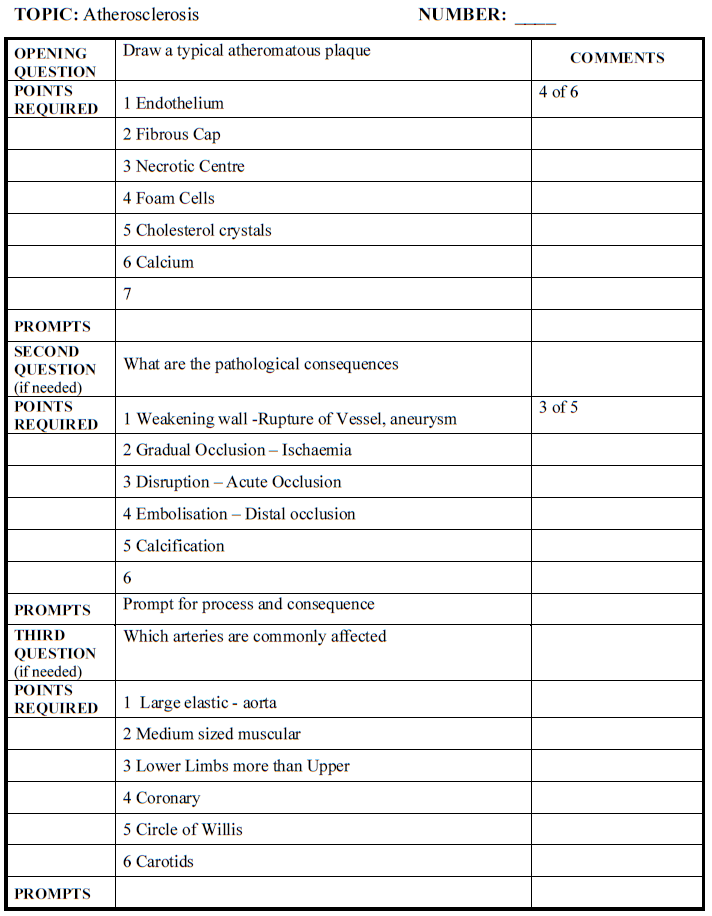 TOPIC: Atherosclerosis NUMBER: ____
OPENING QUESTION Draw a typical atheromatous plaque COMMENTS
POINTS REQUIRED 1 Endothelium 4 of 6
2 Fibrous Cap
3 Necrotic Centre
4 Foam Cells
5 Cholesterol crystals
6 Calcium
7
PROMPTS
SECOND QUESTION (if needed) What are the pathological consequences
POINTS REQUIRED 1 Weakening wall -Rupture of Vessel, aneurysm 3 of 5
2 Gradual Occlusion – Ischaemia
3 Disruption – Acute Occlusion
4 Embolisation – Distal occlusion
5 Calcification
6
PROMPTS Prompt for process and consequence
THIRD QUESTION (if needed) Which arteries are commonly affected
POINTS REQUIRED 1 Large elastic - aorta
2 Medium sized muscular
3 Lower Limbs more than Upper
4 Coronary
5 Circle of Willis
6 Carotids
PROMPTS